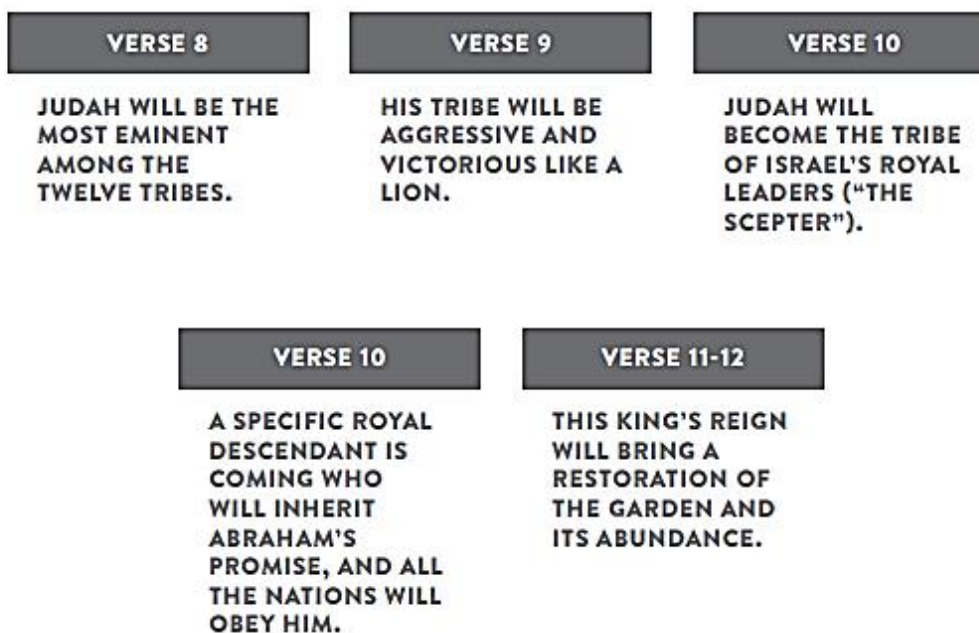 VERSE 8
JUDAH WILL BE THE
MOST EMINENT
AMONG THE
TWELVE TRIBES.
VERSE 9
HIS TRIBE WILL BE
AGGRESSIVE AND
VICTORIOUS LIKE A
LION.
VERSE 10
JUDAH WILL
BECOME THE TRIBE
OF ISRAEL’S ROYAL
LEADERS (“THE
SCEPTER”).
VERSE 10
A SPECIFIC ROYAL
DESCENDANT IS
COMING WHO
WILL INHERIT
ABRAHAM’S
PROMISE, AND ALL
THE NATIONS WILL
OBEY HIM.
VERSE 11-12
THIS KING’S REIGN
WILL BRING A
RESTORATION OF
THE GARDEN AND
ITS ABUNDANCE.